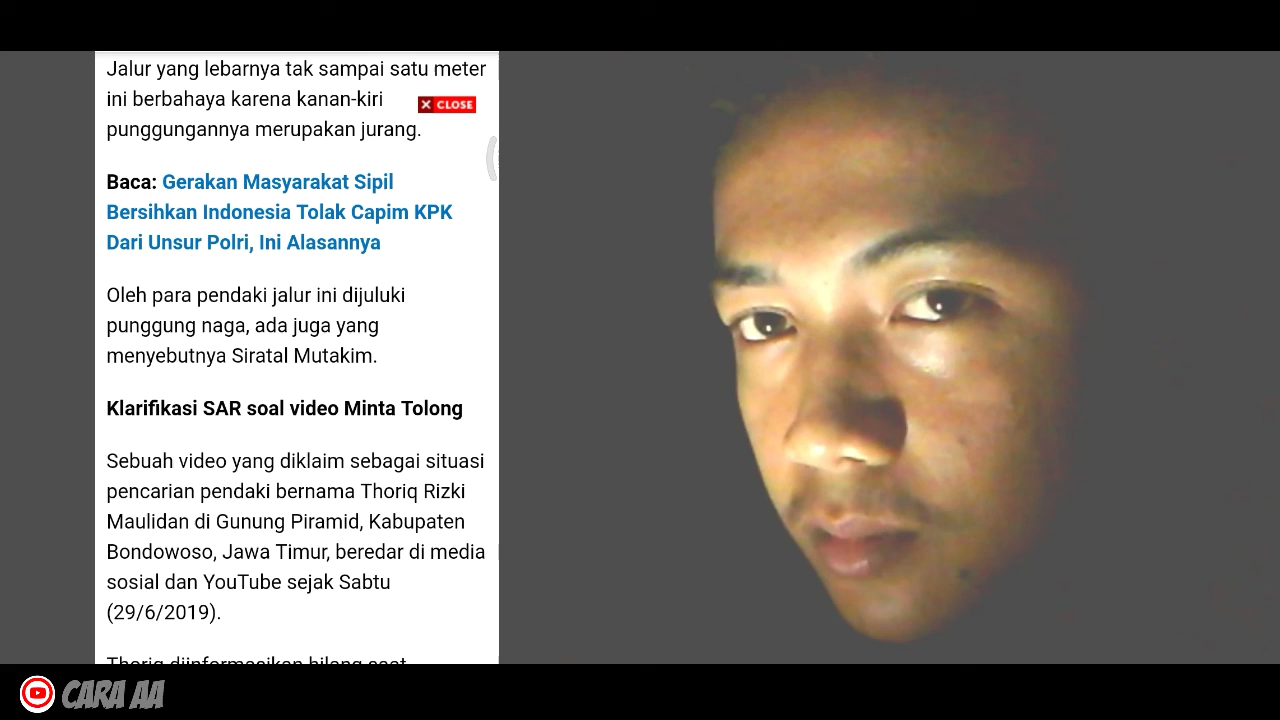 Jalur yang lebarnya tak sampai satu meter
ini berbahaya karena kanan-kiri
X CLOSE
punggungannya merupakan jurang.
Baca: Gerakan Masyarakat Sipil
Bersihkan Indonesia Tolak Capim KPK
Dari Unsur Polri, Ini Alasannya
Oleh para pendaki jalur ini dijuluki
punggung naga, ada juga yang
menyebutnya Siratal Mutakim.
Klarifikasi SAR soal video Minta Tolong
Sebuah video yang diklaim sebagai situasi
pencarian pendaki bernama Thoriq Rizki
Maulidan di Gunung Piramid, Kabupaten
Bondowoso, Jawa Timur, beredar di media
sosial dan YouTube sejak Sabtu
(29/6/2019).
Thoriq diinformasikan hilang saat
CARA AA